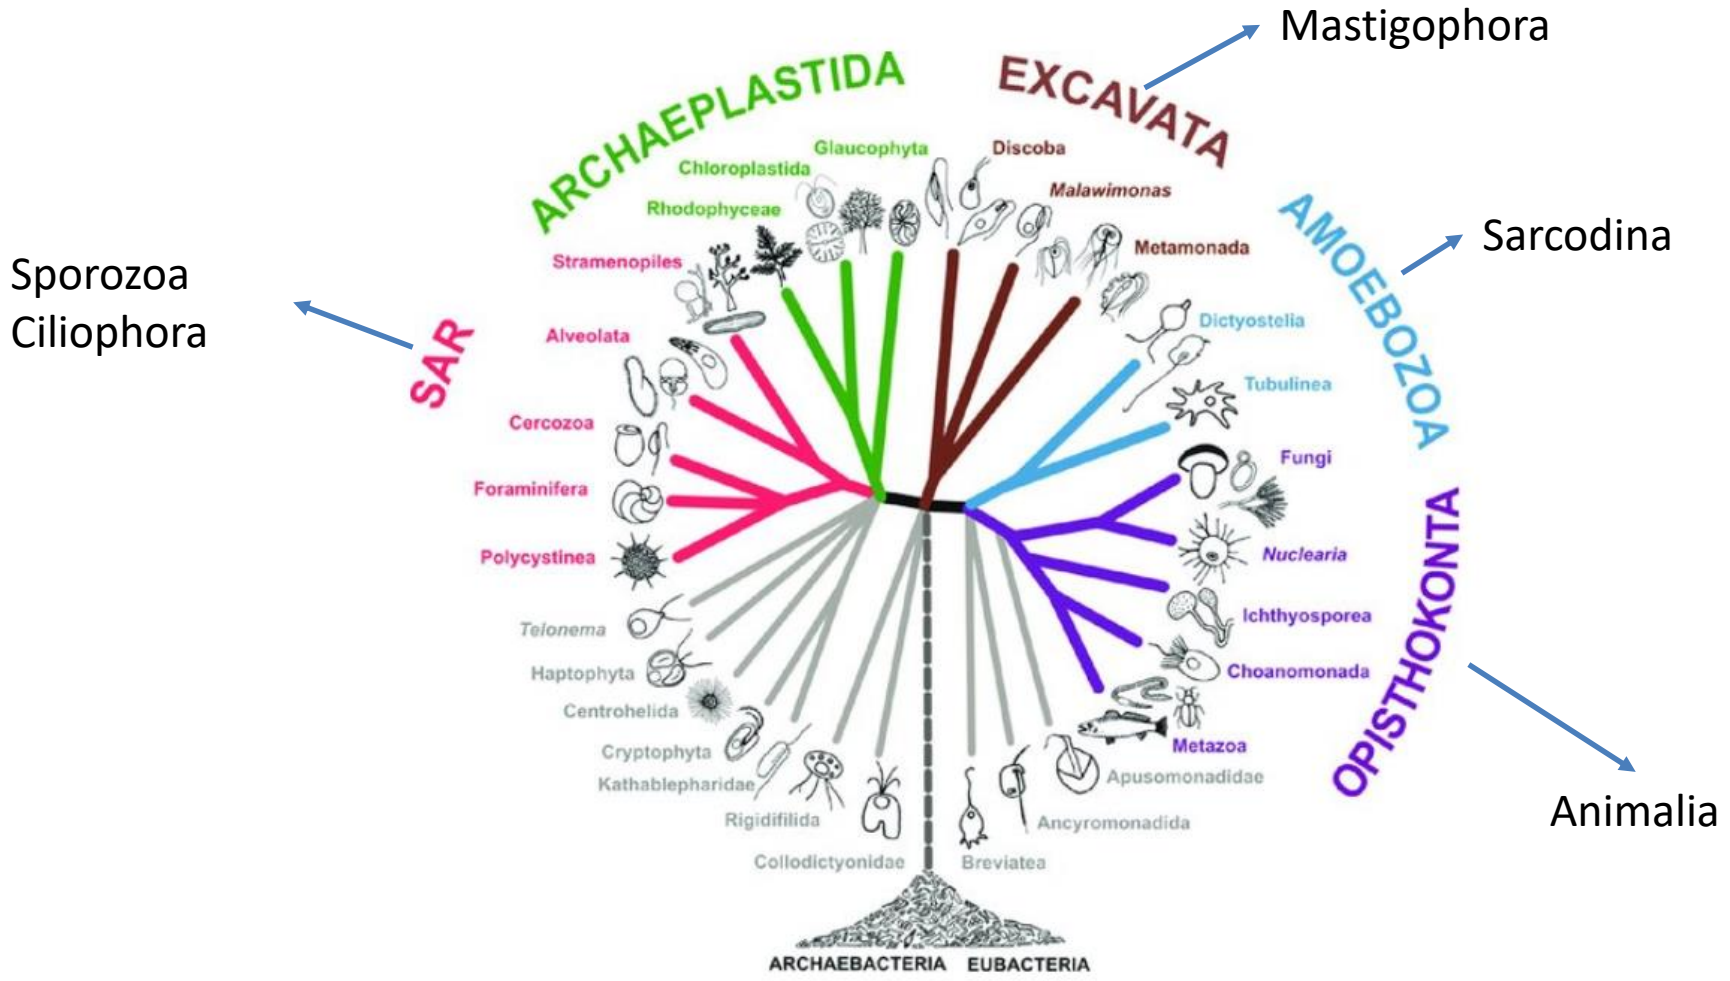 Mastigophora
EXCAVATA
ARCHAEPLASTIDA
Glaucophyta
Discoba
Chloroplastida
Malawimonas
Rhodophyceae
AMOEBOZOA
Sarcodina
Metamonada
Stramenopiles
Sporozoa
Ciliophora
SAR
Dictyostelia
Alveolata
Tubulinea
Cercozoa
Fungi
Foraminifera
OPISTHOKONTA
Nuclearia
Polycystinea
Ichthyosporea
Telonema
Choanomonada
Haptophyta
Centrohelida
Metazoa
Cryptophyta
Apusomonadidae
Kathablepharidae
Animalia
Rigidifilida
Ancyromonadida
Collodictyonidae
Breviatea
ARCHAEBACTERIA EUBACTERIA